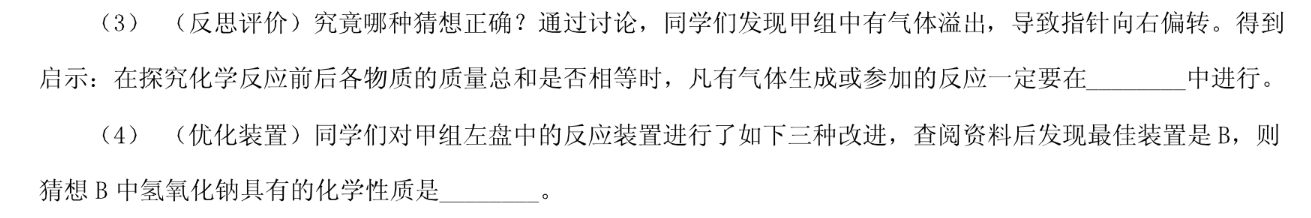 （3） （反思评价）究竟哪种猜想正确？通过讨论，同学们发现甲组中有气体溢出，导致指针向右偏转。得到
启示：在探究化学反应前后各物质的质量总和是否相等时，凡有气体生成或参加的反应一定要在________中进行。
（4） （优化装置）同学们对甲组左盘中的反应装置进行了如下三种改进，查阅资料后发现最佳装置是 B，则
猜想 B 中氢氧化钠具有的化学性质是________。